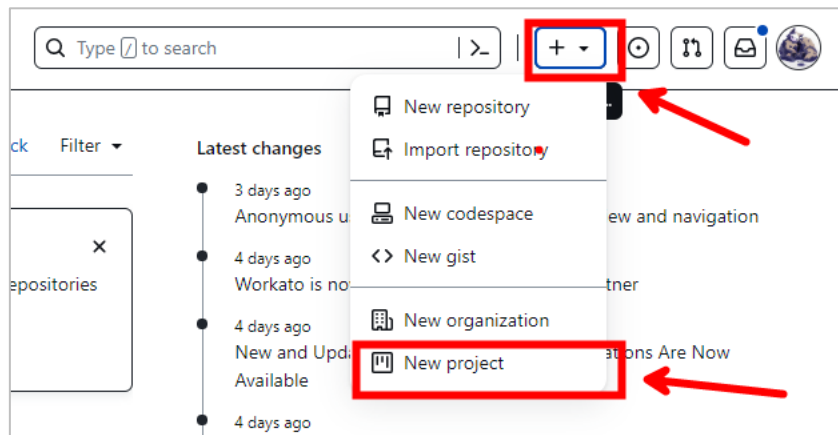 Type / to search
ck Filter
Latest changes
New repository
Import repository
3 days ago
Anonymous u
ew and navigation
New codespace
4 days ago
New gist
epositories
Workato is no
tner
4 days ago
New organization
New and Upda
ations Are Now
Available
New project
4 days ago